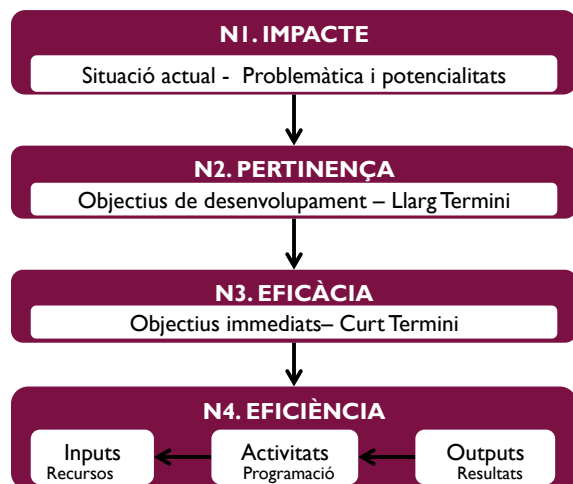 N1. IMPACTE
Situació actual - Problemàtica i potencialitats
N2. PERTINENÇA
Objectius de desenvolupament – Llarg Termini
N3. EFICÀCIA
Objectius immediats– Curt Termini
N4. EFICIÈNCIA
Inputs
Recursos
Activitats
Programació
Outputs
Resultats